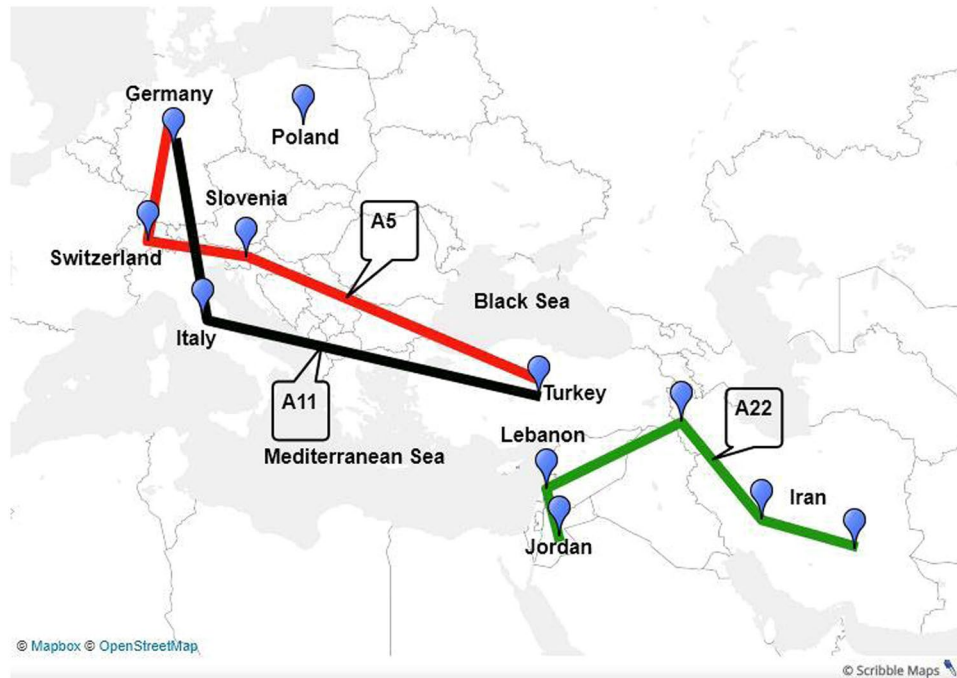 Germany
Poland
Slovenia
A5
Switzerland
Black Sea
Italy
Turkey
A11
A22
Lebanon
Mediterranean Sea
Iran
Jordan
© Mapbox © OpenStreetMap
© Scribble Maps